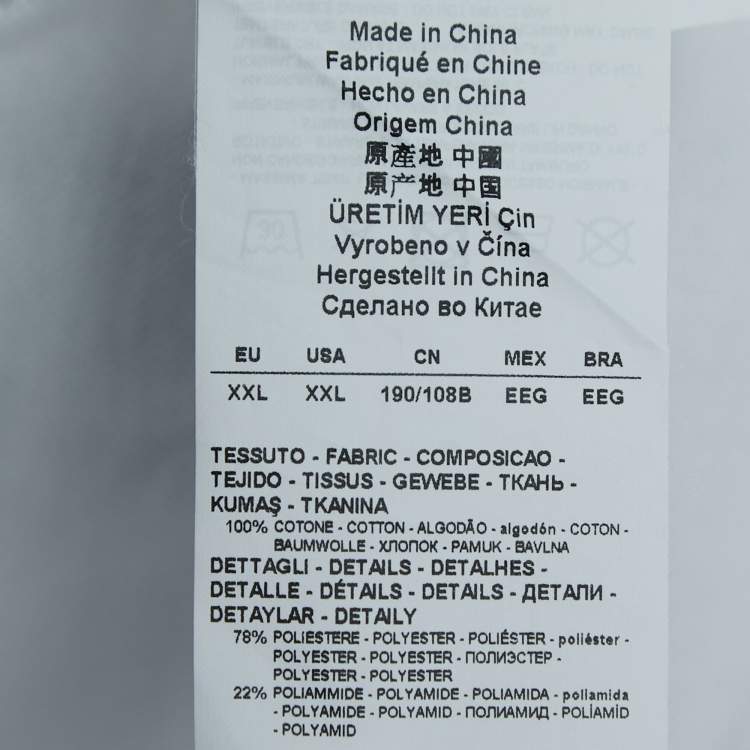 Made in China
Fabriqué en Chine
Hecho en China
Origem China
原產地 中國
原产地 中国
ÜRETİM YERİ Çin
Vyrobeno v Čína
Hergestellt in China
Сделано во Китае
EU USA CN MEX BRA
XXL XXL 190/108B EEG EEG
TESSUTO - FABRIC - COMPOSICAO -
TEJIDO - TISSUS - GEWEBE - ТКАНЬ -
KUMAŞ - TKANINA
100% COTONE - COTTON - ALGODÃO - algodón - COTON -
BAUMWOLLE - ХЛОПОК - PAMUK - BAVLNA
DETTAGLI - DETAILS - DETALHES -
DETALLE - DÉTAILS - DETAILS - ДЕТАЛИ -
DETAYLAR - DETAILY
78% POLIESTERE - POLYESTER - POLIÉSTER - poliéster -
POLYESTER - POLYESTER - ПОЛИЭСТЕР -
POLYESTER - POLYESTER
22% POLIAMMIDE - POLYAMIDE - POLIAMIDA - poliamida
- POLYAMIDE - POLYAMID - ПОЛИАМИД - POLİAMİD
- POLYAMID